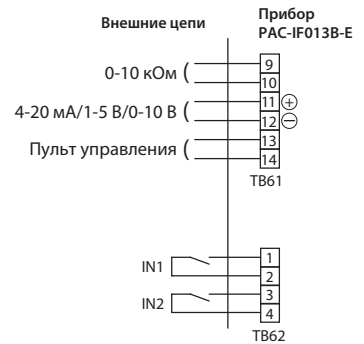 Внешние цепи
Прибор
PAC-IF013B-E
0-10 кОм ( 9
10
4-20 мА/1-5 В/0-10 В ( 11 +
12 −
Пульт управления ( 13
14
TB61
IN1 1
2
IN2 3
4
TB62